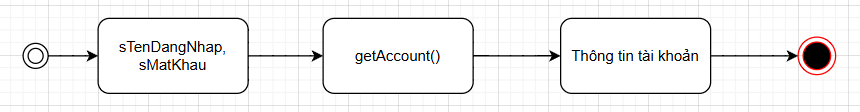 sTenDangNhap,
sMatKhau
getAccount()
Thông tin tài khoản